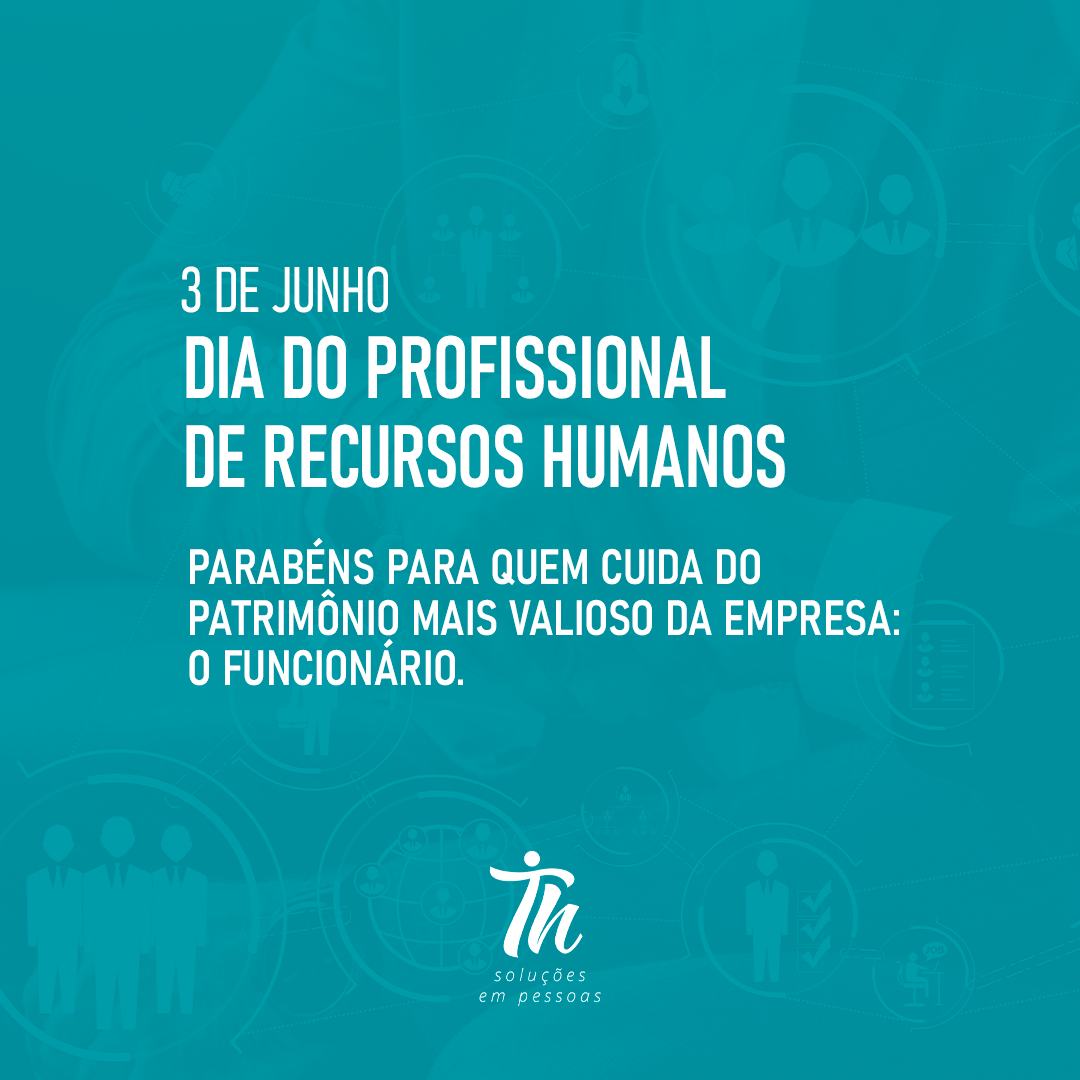 3 DE JUNHO
DIA DO PROFISSIONAL
DE RECURSOS HUMANOS
PARABÉNS PARA QUEM CUIDA DO
PATRIMÔNIO MAIS VALIOSO DA EMPRESA:
O FUNCIONÁRIO.
Th
soluções
em pessoas